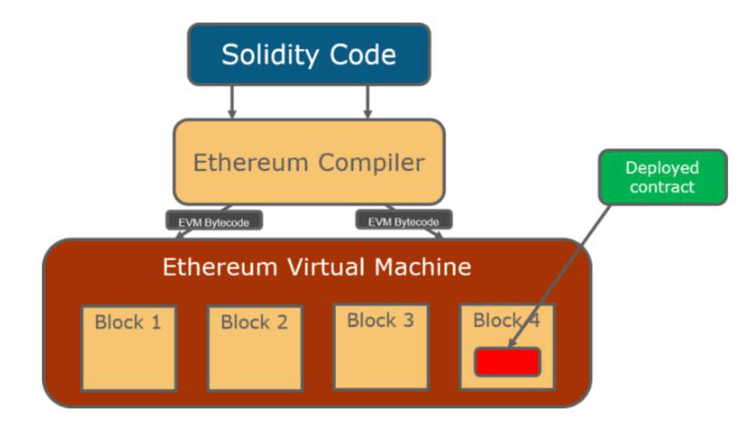 Solidity Code
Ethereum Compiler
Deployed
contract
EVM Bytecode
EVM Bytecode
Ethereum Virtual Machine
Block 1
Block 2
Block 3
Block 4